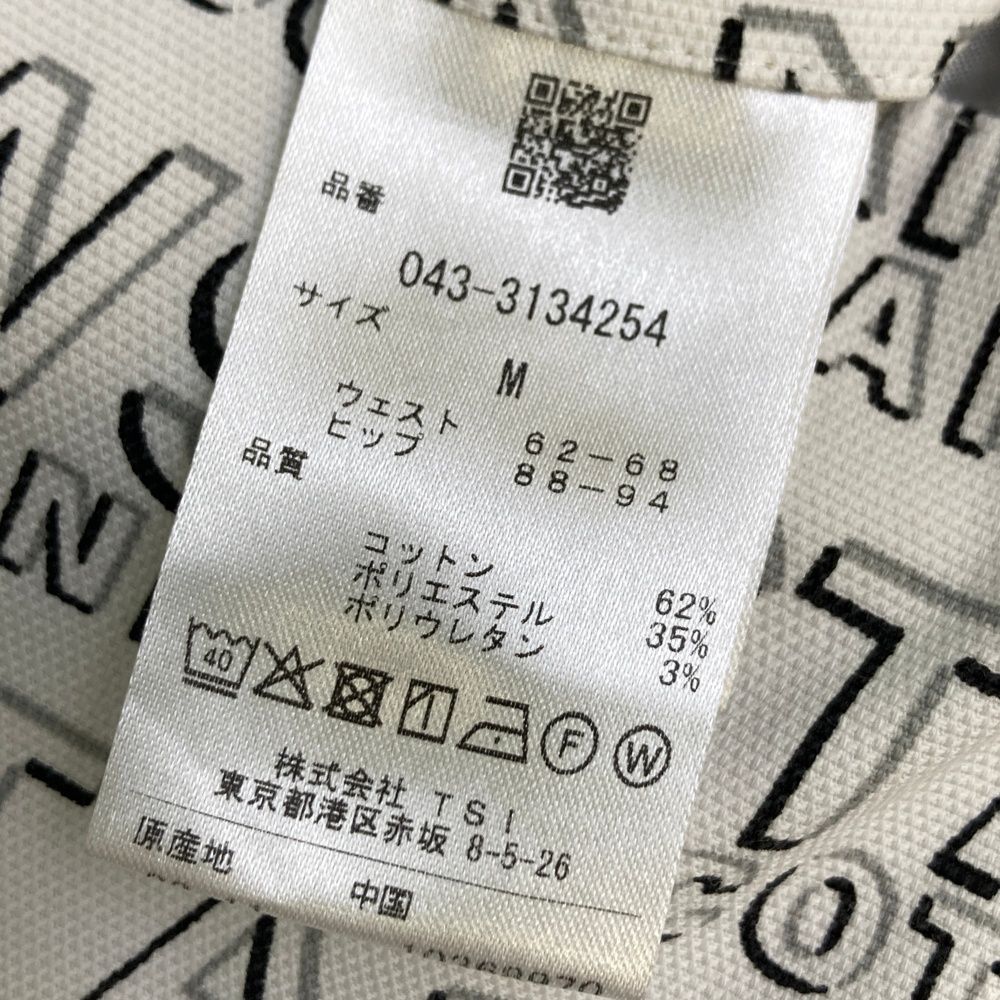 品番
043-3134254
サイズ
M
ウェスト 62-68
ヒップ 88-94
品質
コットン 62%
ポリエステル 35%
ポリウレタン 3%
40
F W
株式会社 TSI
東京都港区赤坂 8-5-26
原産地
中国